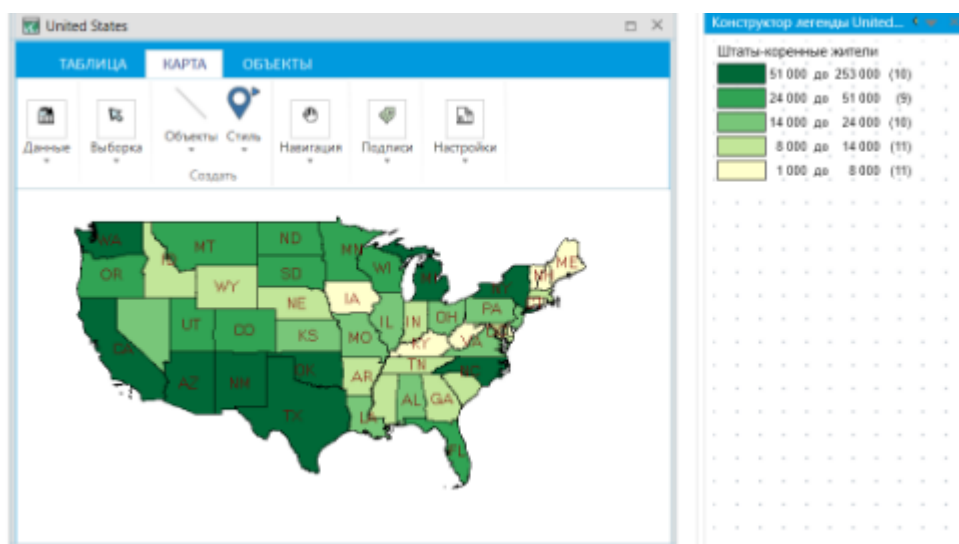 United States
ТАБЛИЦА КАРТА ОБЪЕКТЫ
Данные Выборка Объекты Стиль Навигация Подписи Настройки
Создать
WA
MT
ND
MN
OR
ID
WY
SD
WI
NE
IA
UT
CO
KS
MO
IL
IN
OH
PA
NY
NH
ME
CA
AZ
NM
OK
AR
TN
KY
VA
NC
TX
LA
AL
GA
FL
Конструктор легенды United...
Штаты-коренные жители
51 000 до 253 000 (10)
24 000 до 51 000 (9)
14 000 до 24 000 (10)
8 000 до 14 000 (11)
1 000 до 8 000 (11)